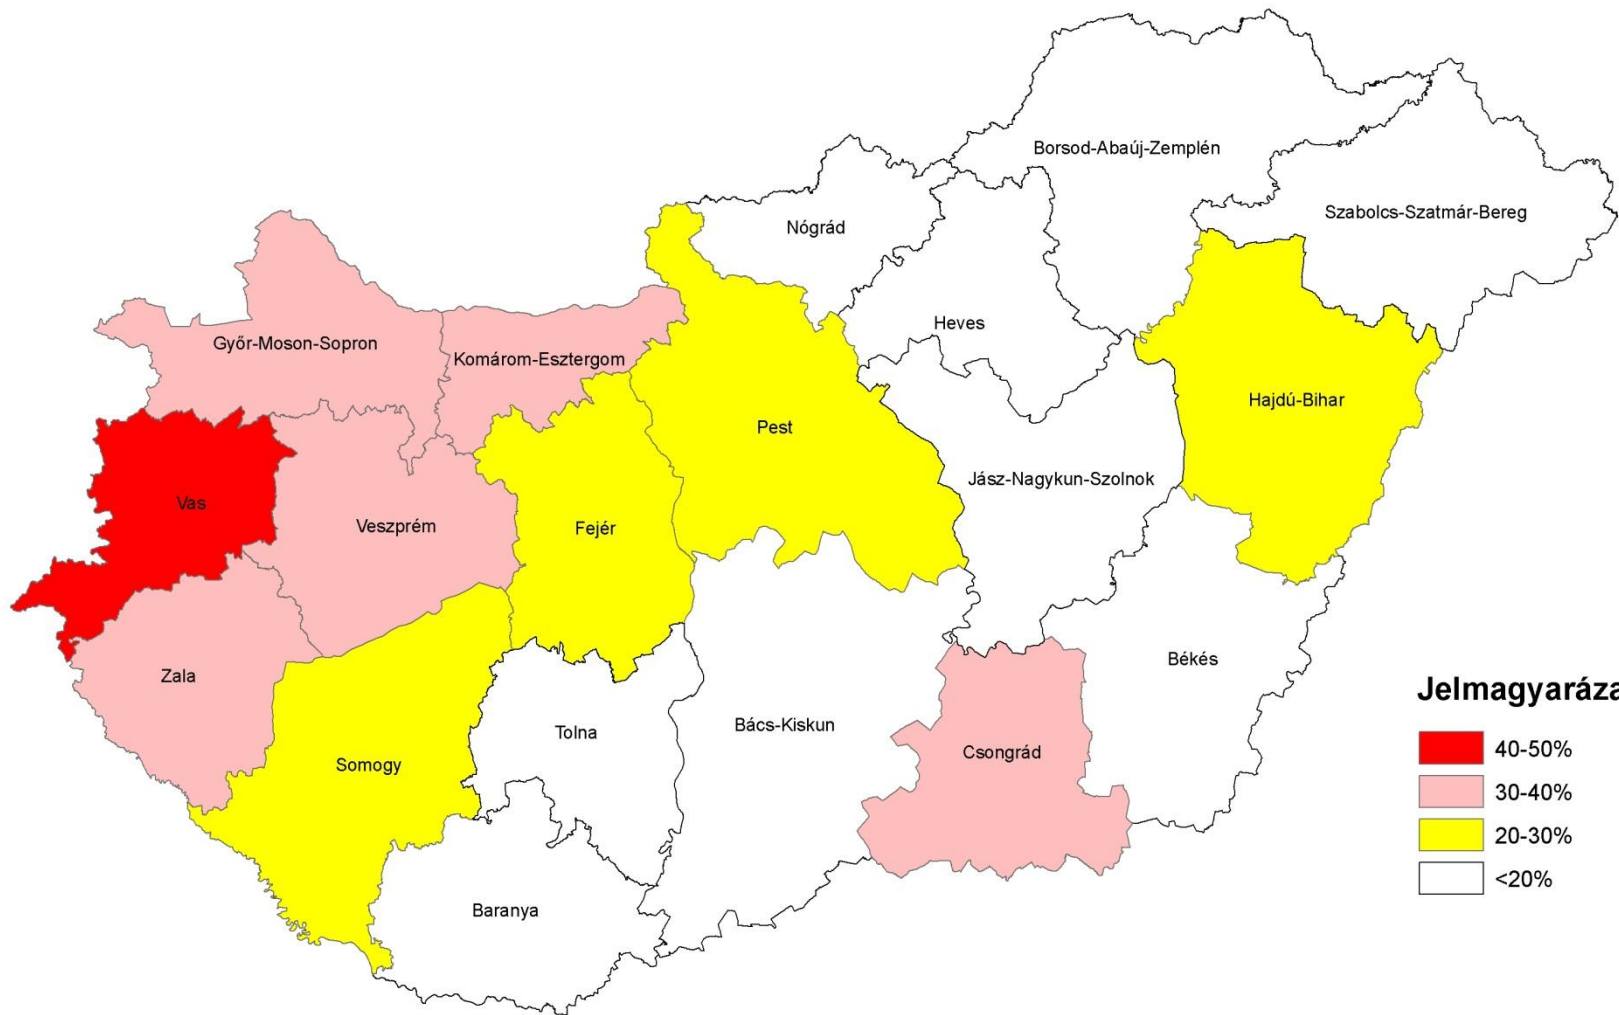 Borsod-Abaúj-Zemplén
Szabolcs-Szatmár-Bereg
Nógrád
Heves
Győr-Moson-Sopron
Komárom-Esztergom
Hajdú-Bihar
Pest
Jász-Nagykun-Szolnok
Vas
Veszprém
Fejér
Békés
Zala
Tolna
Bács-Kiskun
Csongrád
Somogy
Baranya
Jelmagyaráza
40-50%
30-40%
20-30%
<20%